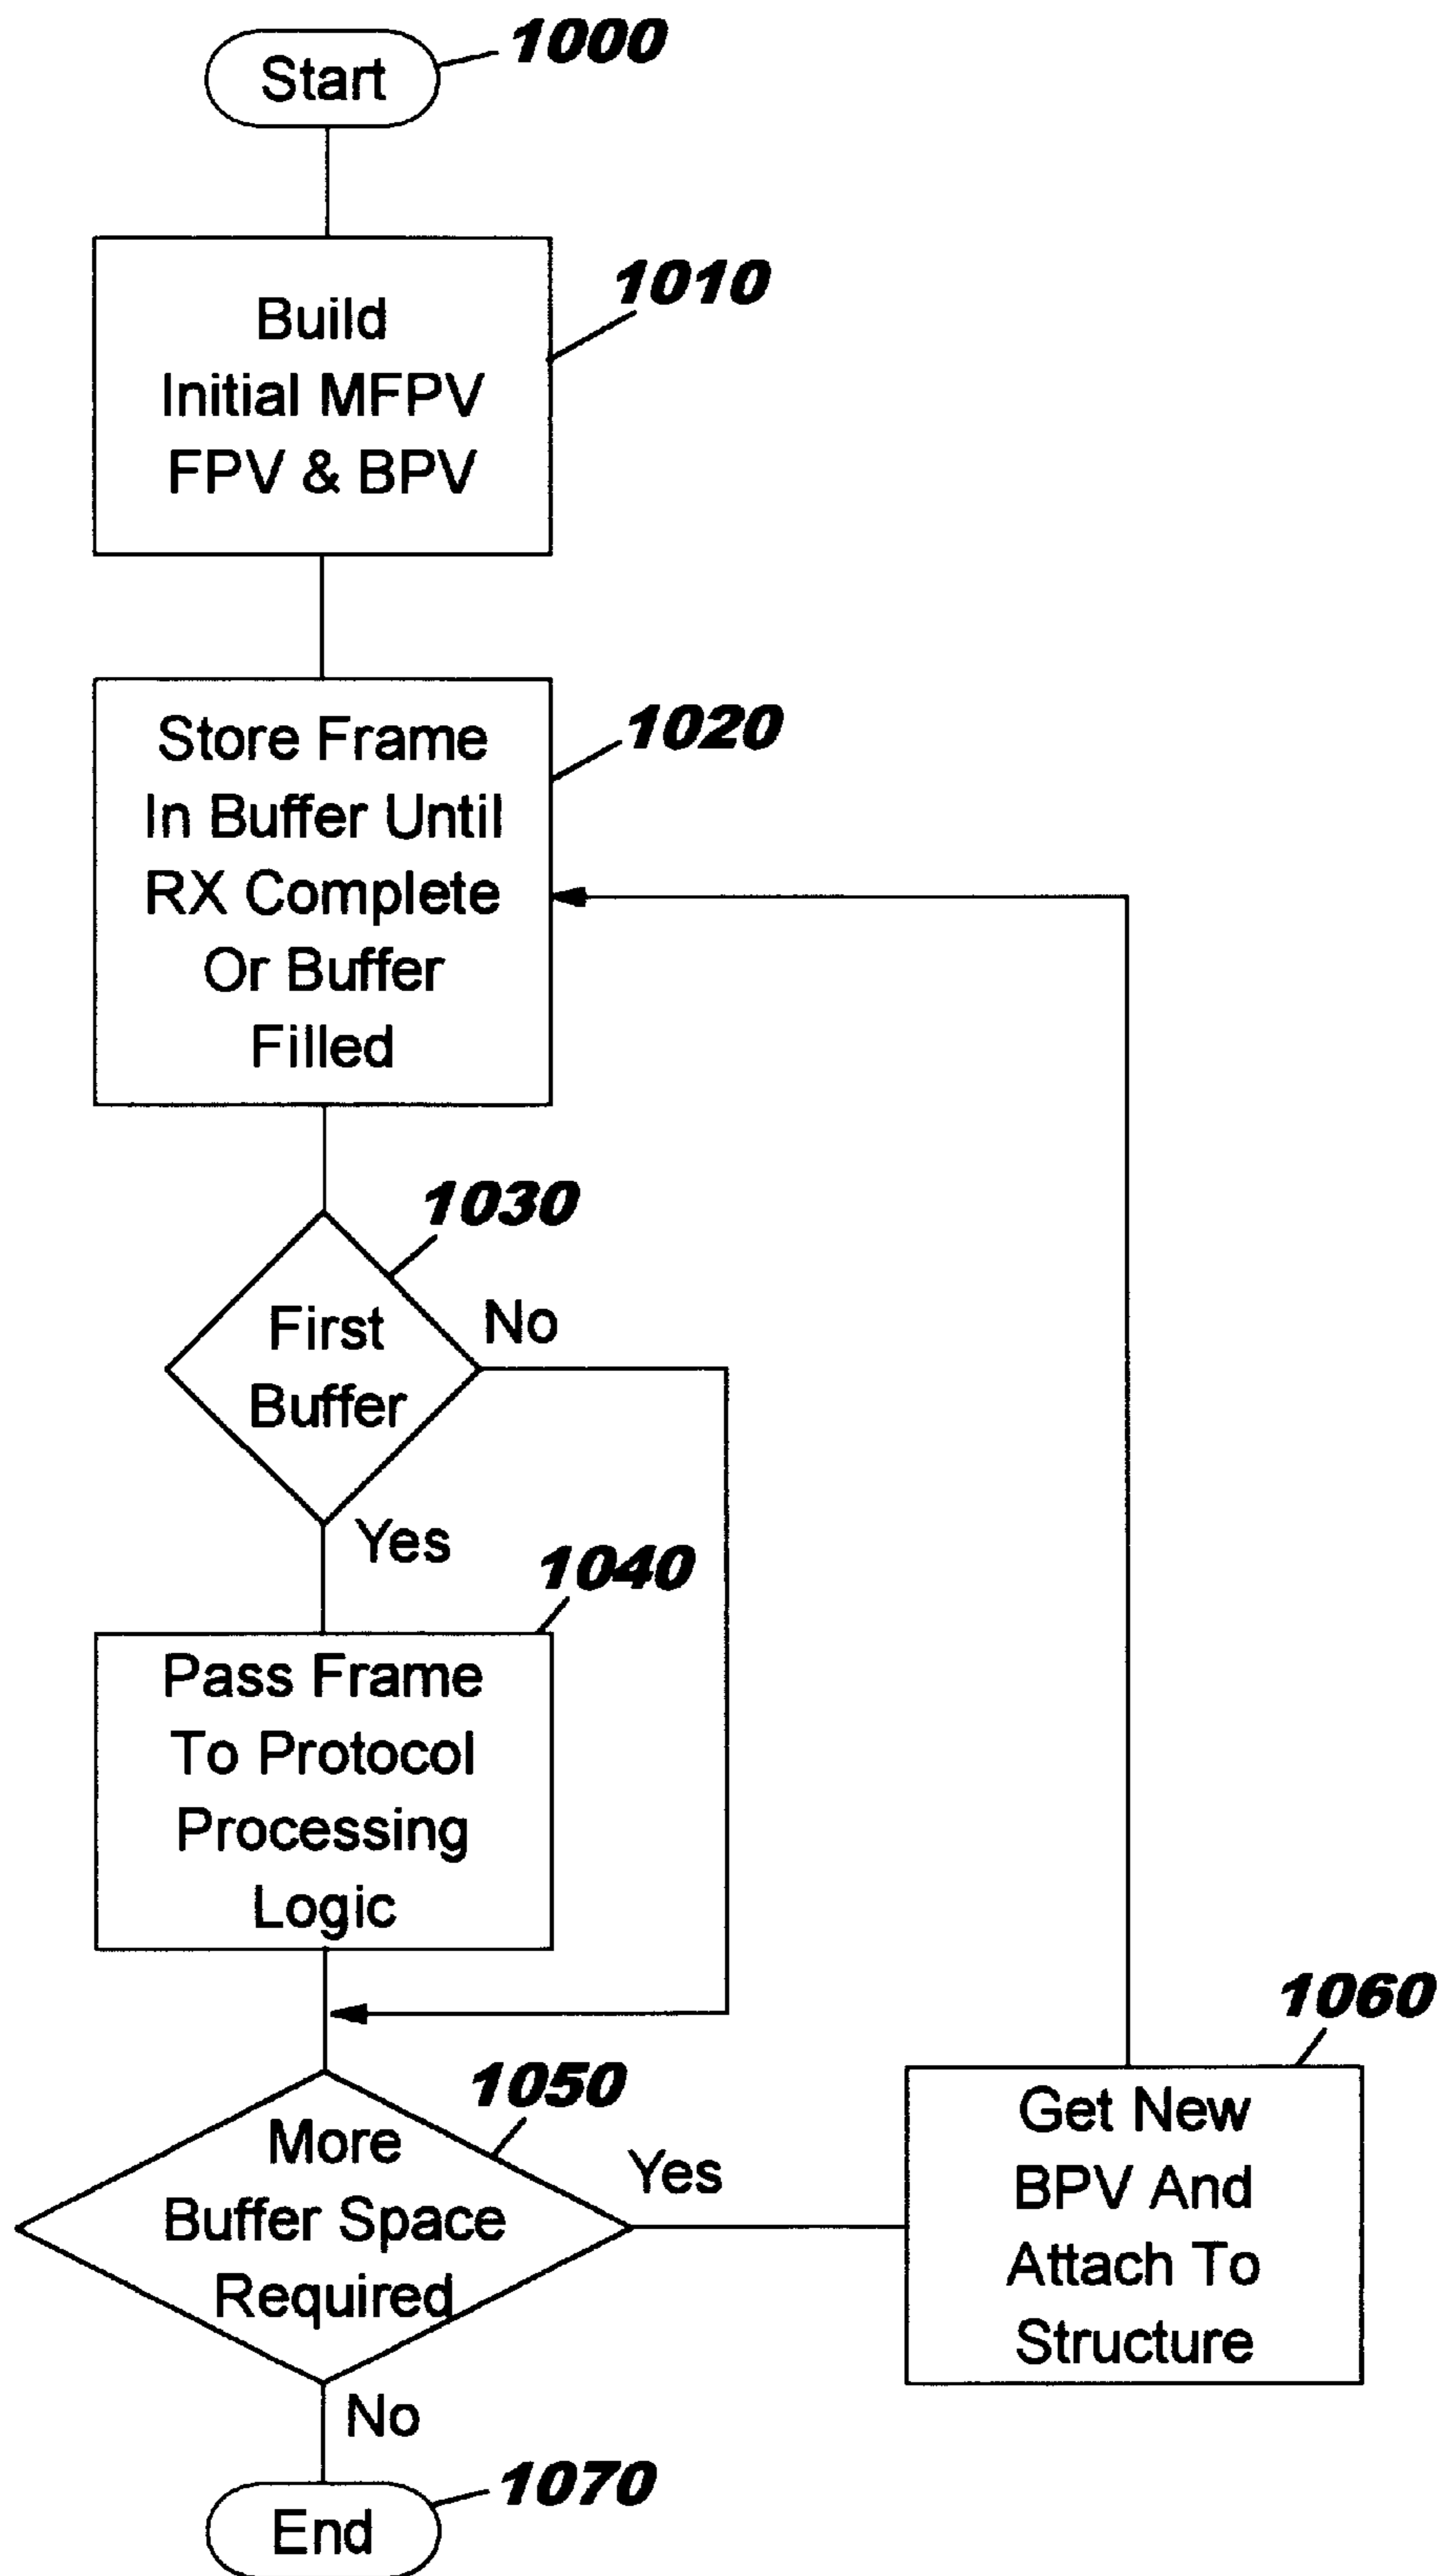 1000
Start
1010
Build
Initial MFPV
FPV & BPV
1020
Store Frame
In Buffer Until
RX Complete
Or Buffer
Filled
1030
First
Buffer
No
Yes
1040
Pass Frame
To Protocol
Processing
Logic
1050
More
Buffer Space
Required
Yes
1060
Get New
BPV And
Attach To
Structure
No
1070
End